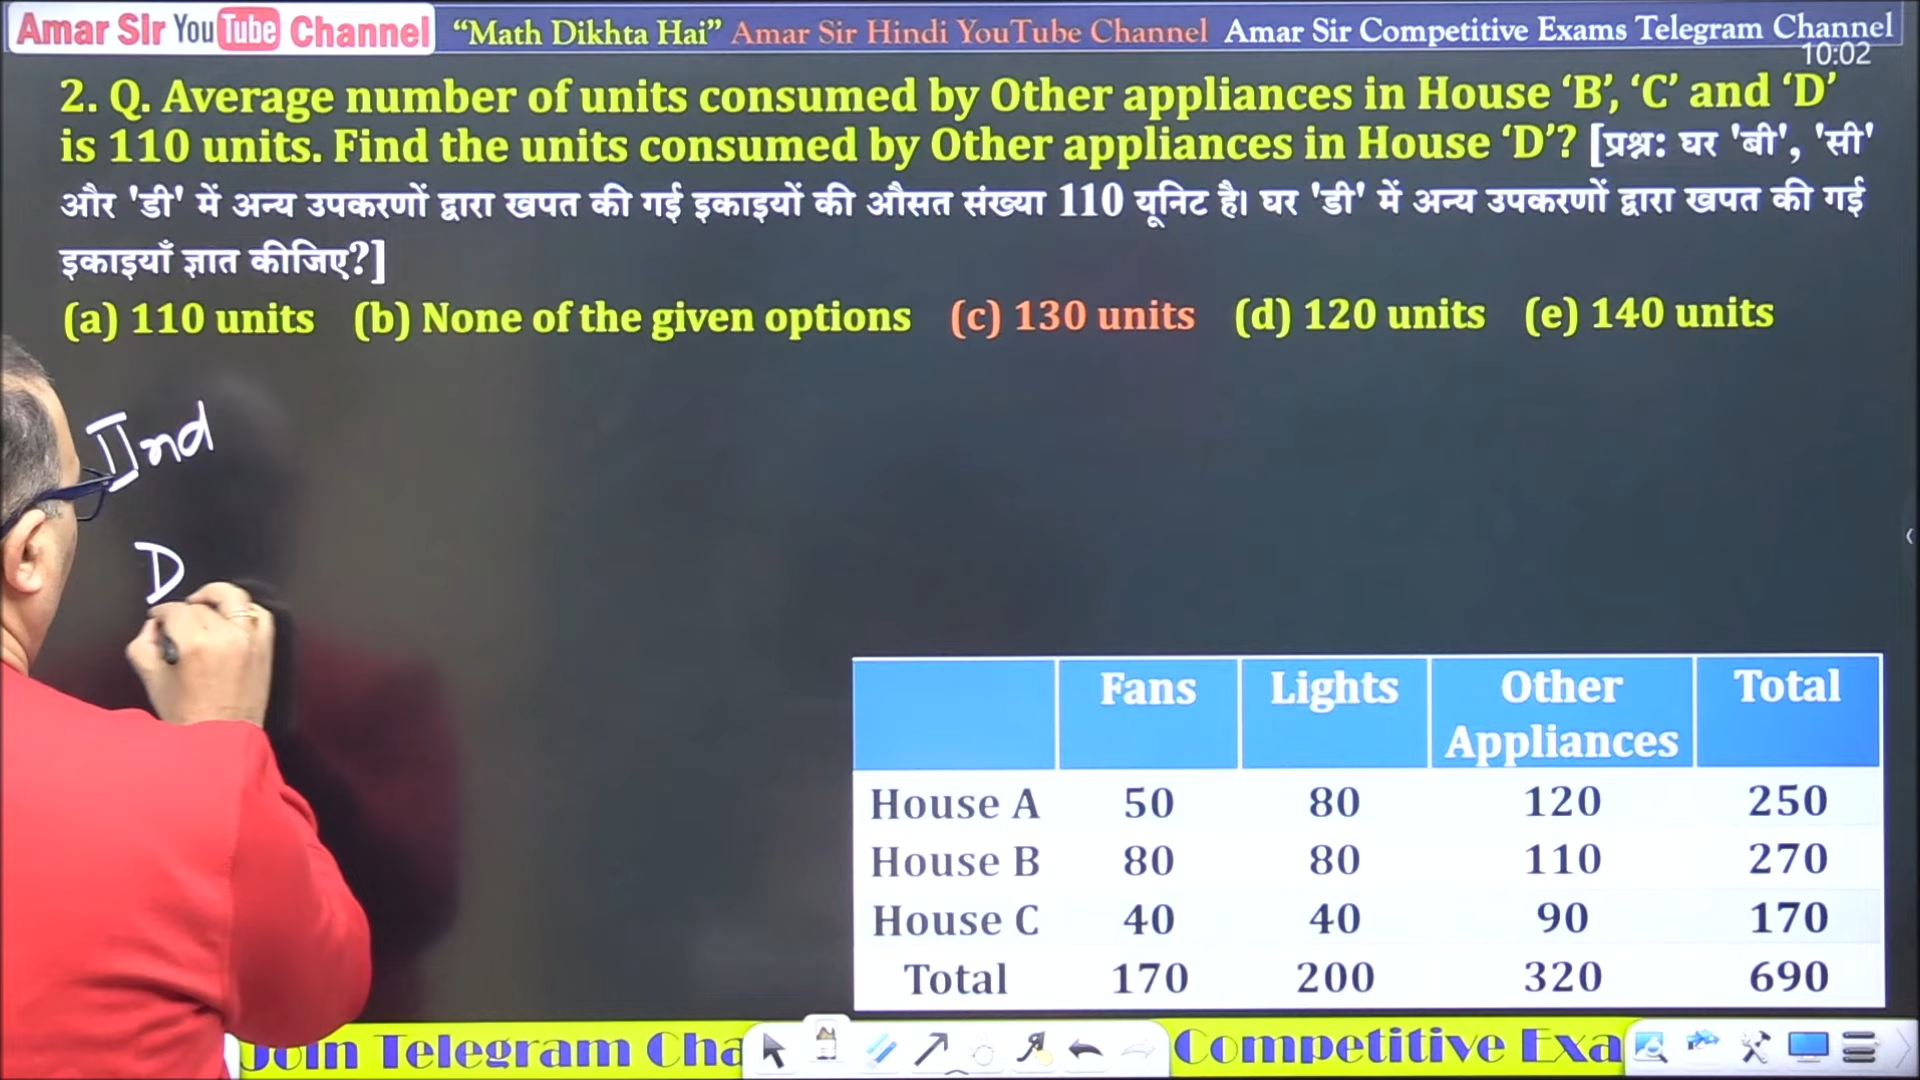 Amar Sir YouTube Channel “Math Dikhta Hai” Amar Sir Hindi YouTube Channel Amar Sir Competitive Exams Telegram Channel
10:02
2. Q. Average number of units consumed by Other appliances in House ‘B’, ‘C’ and ‘D’
is 110 units. Find the units consumed by Other appliances in House ‘D’? [प्रश्न: घर 'बी', 'सी'
और 'डी' में अन्य उपकरणों द्वारा खपत की गई इकाइयों की औसत संख्या 110 यूनिट है। घर 'डी' में अन्य उपकरणों द्वारा खपत की गई
इकाइयाँ ज्ञात कीजिए?]
(a) 110 units (b) None of the given options (c) 130 units (d) 120 units (e) 140 units
IInd
D
Fans Lights Other Appliances Total
House A 50 80 120 250
House B 80 80 110 270
House C 40 40 90 170
Total 170 200 320 690
Join Telegram Cha Competitive Exa